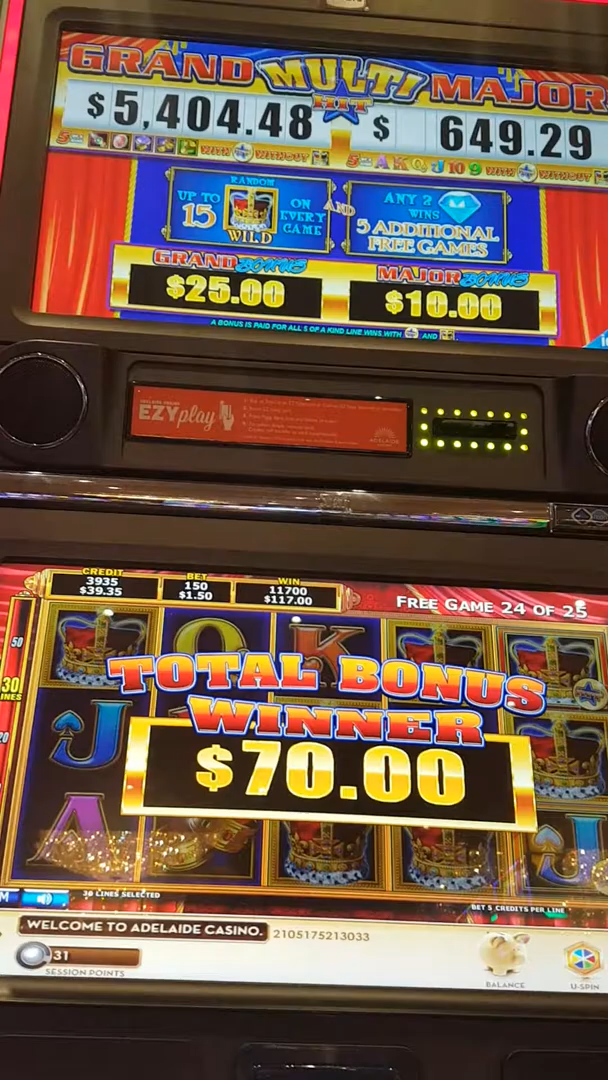 GRAND MULTI MAJOR
HIT
$5,404.48 $ 649.29
WITH WITHOUT
A K Q J 10 9 WITH WITHOUT
RANDOM
UP TO 15 WILD ON EVERY GAME
AND
ANY 2 WINS
5 ADDITIONAL FREE GAMES
GRAND BONUS
$25.00
MAJOR BONUS
$10.00
A BONUS IS PAID FOR ALL 5 OF A KIND LINE WINS WITH AND
EZYplay
ADELAIDE
CREDIT
3935
$39.35
BET
150
$1.50
WIN
11700
$117.00
FREE GAME 24 OF 25
50
30
LINES
20
Q K
TOTAL BONUS
WINNER
$70.00
J
A
J
30 LINES SELECTED
BET 5 CREDITS PER LINE
WELCOME TO ADELAIDE CASINO.
2105175213033
31
SESSION POINTS
BALANCE
U-SPIN